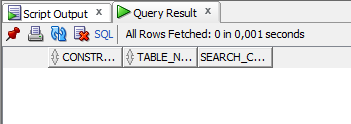 Script Output x Query Result x
SQL | All Rows Fetched: 0 in 0,001 seconds
CONSTR... TABLE_N... SEARCH_C...